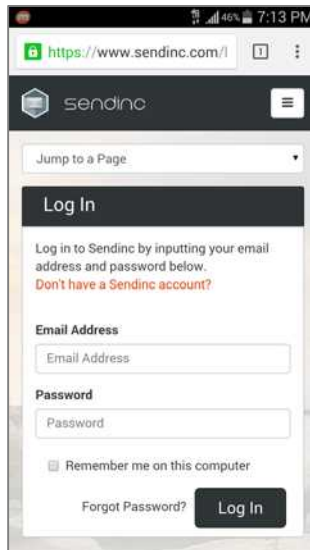 46% 7:13 PM
https://www.sendinc.com/l
1
sendinc
Jump to a Page
Log In
Log in to Sendinc by inputting your email
address and password below.
Don't have a Sendinc account?
Email Address
Email Address
Password
Password
Remember me on this computer
Forgot Password? Log In